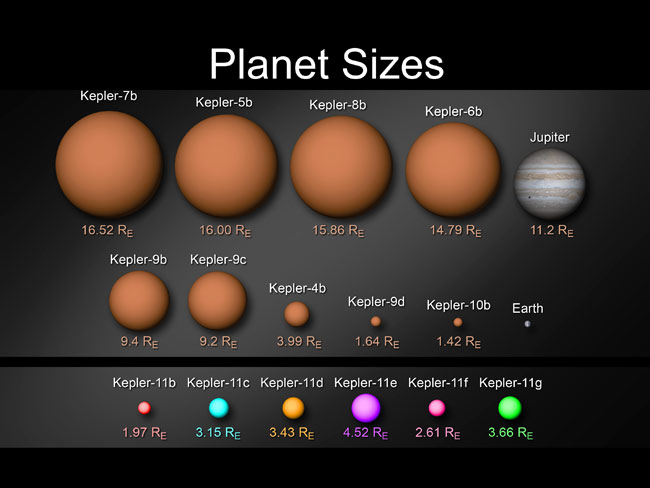 Planet Sizes
Kepler-7b Kepler-5b Kepler-8b Kepler-6b Jupiter
16.52 RE 16.00 RE 15.86 RE 14.79 RE 11.2 RE
Kepler-9b Kepler-9c Kepler-4b Kepler-9d Kepler-10b Earth
9.4 RE 9.2 RE 3.99 RE 1.64 RE 1.42 RE
Kepler-11b Kepler-11c Kepler-11d Kepler-11e Kepler-11f Kepler-11g
1.97 RE 3.15 RE 3.43 RE 4.52 RE 2.61 RE 3.66 RE